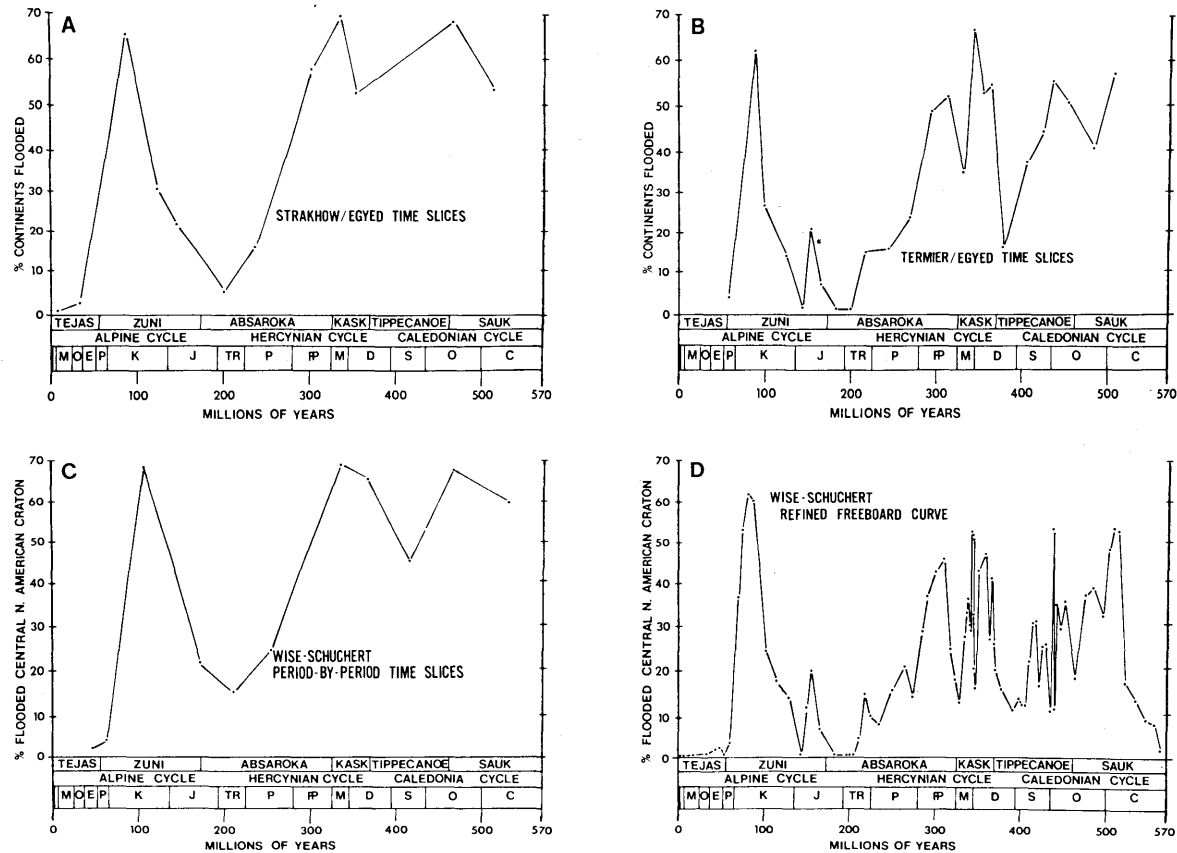 A
70
60
50
40
30
20
10
0
% CONTINENTS FLOODED
STRAKHOW/EGYED TIME SLICES
TEJAS ZUNI ABSAROKA KASK TIPPECANOE SAUK
ALPINE CYCLE HERCYNIAN CYCLE CALEDONIAN CYCLE
M O E P K J TR P IP M D S O C
0 100 200 300 400 500 570
MILLIONS OF YEARS
B
70
60
50
40
30
20
10
0
% CONTINENTS FLOODED
TERMIER/EGYED TIME SLICES
TEJAS ZUNI ABSAROKA KASK TIPPECANOE SAUK
ALPINE CYCLE HERCYNIAN CYCLE CALEDONIAN CYCLE
M O E P K J TR P IP M D S O C
0 100 200 300 400 500 570
MILLIONS OF YEARS
C
70
60
50
40
30
20
10
0
% FLOODED CENTRAL N. AMERICAN CRATON
WISE-SCHUCHERT
PERIOD-BY-PERIOD TIME SLICES
TEJAS ZUNI ABSAROKA KASK TIPPECANOE SAUK
ALPINE CYCLE HERCYNIAN CYCLE CALEDONIA CYCLE
M O E P K J TR P IP M D S O C
0 100 200 300 400 500 570
MILLIONS OF YEARS
D
70
60
50
40
30
20
10
0
% FLOODED CENTRAL N. AMERICAN CRATON
WISE-SCHUCHERT
REFINED FREEBOARD CURVE
TEJAS ZUNI ABSAROKA KASK TIPPECANOE SAUK
ALPINE CYCLE HERCYNIAN CYCLE CALEDONIAN CYCLE
M O E P K J TR P IP M D S O C
0 100 200 300 400 500 570
MILLIONS OF YEARS